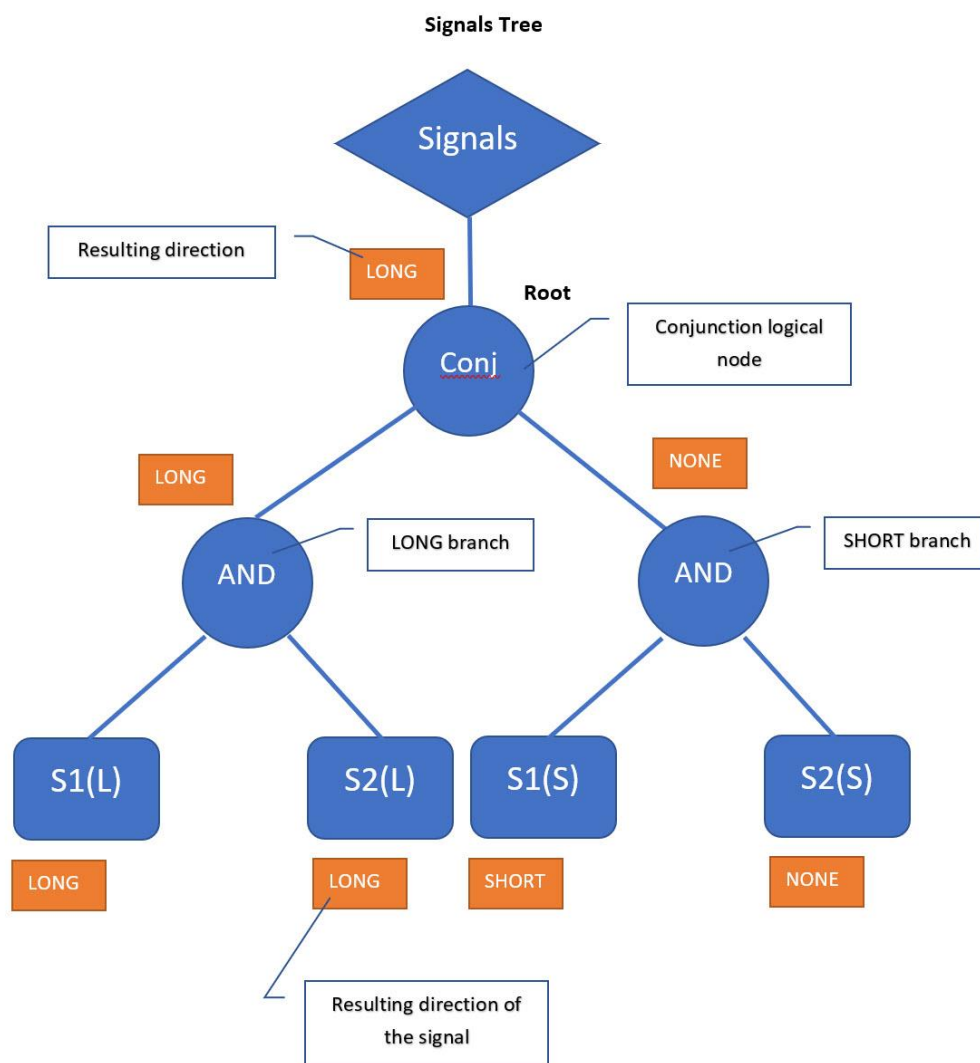 Signals Tree
Signals
Resulting direction
LONG
Root
Conjunction logical
node
Conj
LONG
NONE
AND
LONG branch
AND
SHORT branch
S1(L)
S2(L)
S1(S)
S2(S)
LONG
LONG
SHORT
NONE
Resulting direction of
the signal